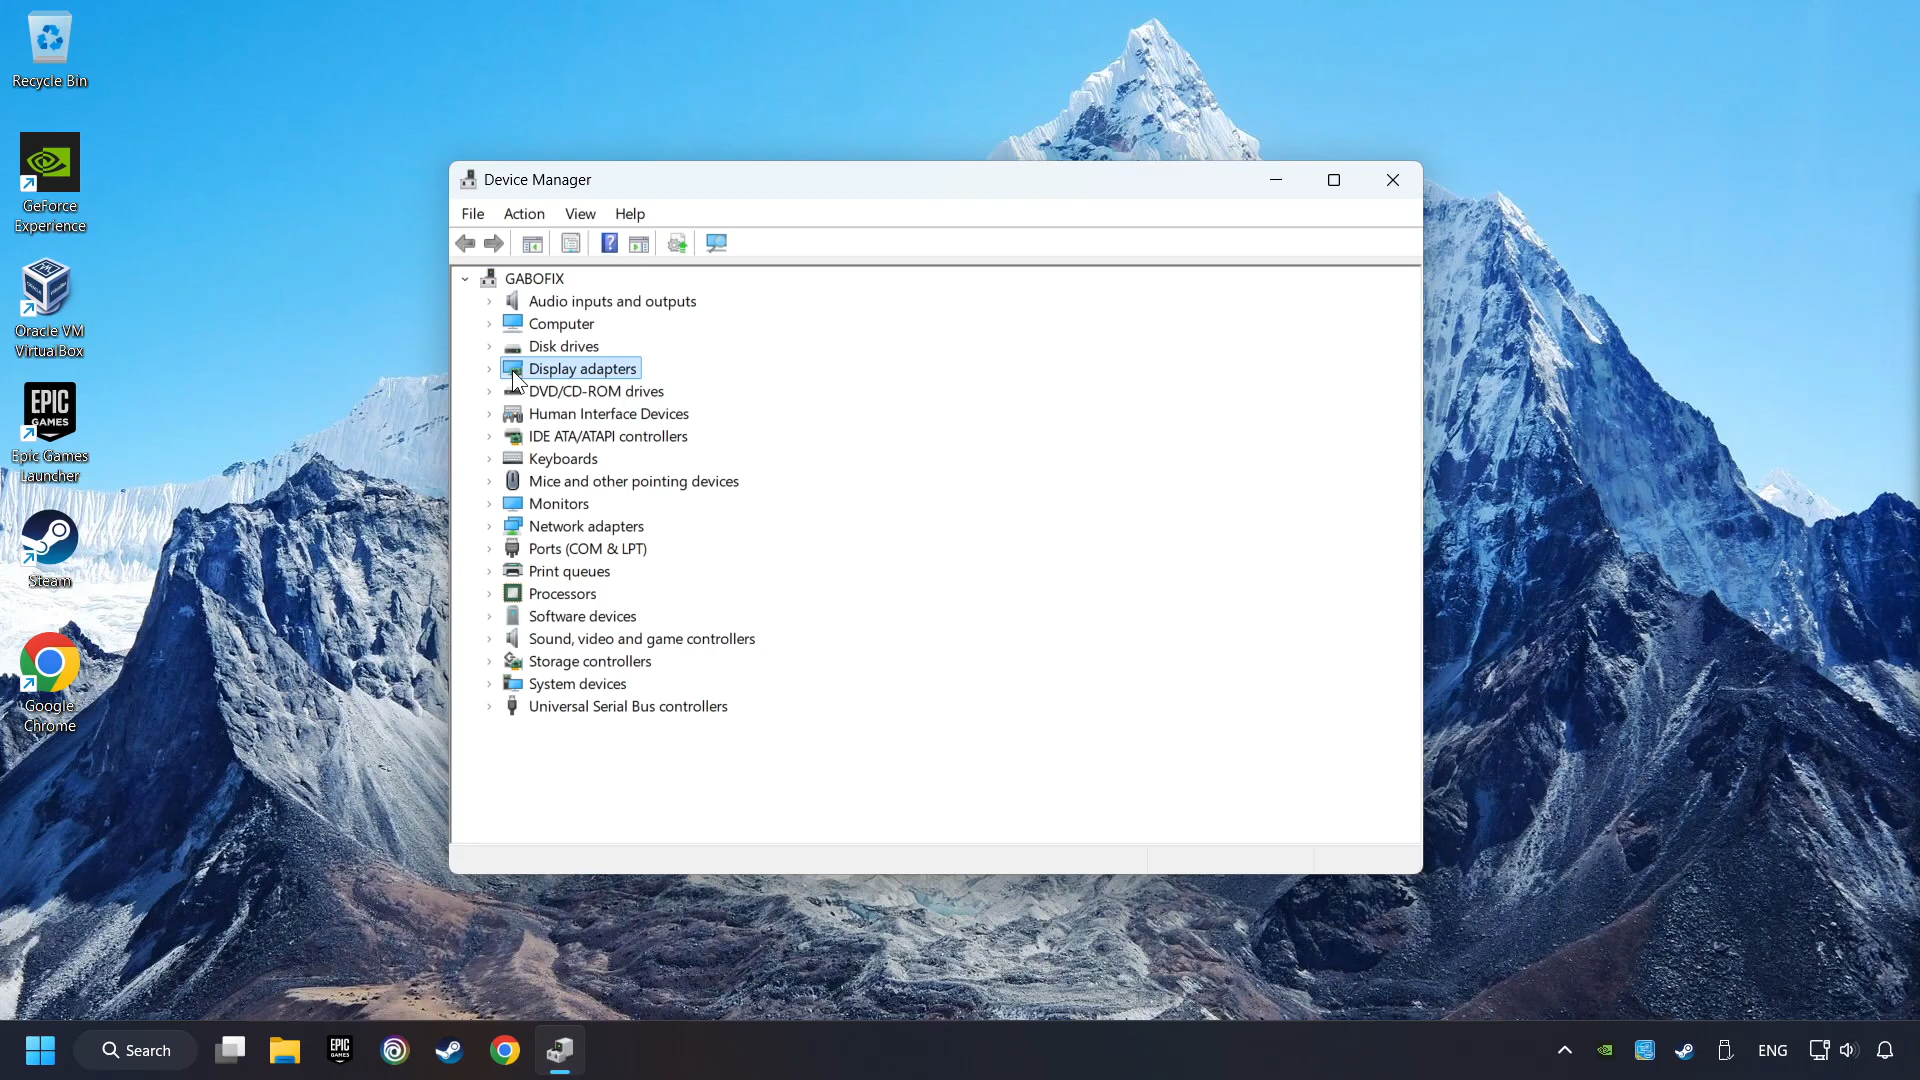 Recycle Bin
GeForce
Experience
Oracle VM
VirtualBox
EPIC
GAMES
Epic Games
Launcher
Steam
Google
Chrome
Device Manager
File Action View Help
GABOFIX
Audio inputs and outputs
Computer
Disk drives
Display adapters
DVD/CD-ROM drives
Human Interface Devices
IDE ATA/ATAPI controllers
Keyboards
Mice and other pointing devices
Monitors
Network adapters
Ports (COM & LPT)
Print queues
Processors
Software devices
Sound, video and game controllers
Storage controllers
System devices
Universal Serial Bus controllers
Search
EPIC
GAMES
ENG